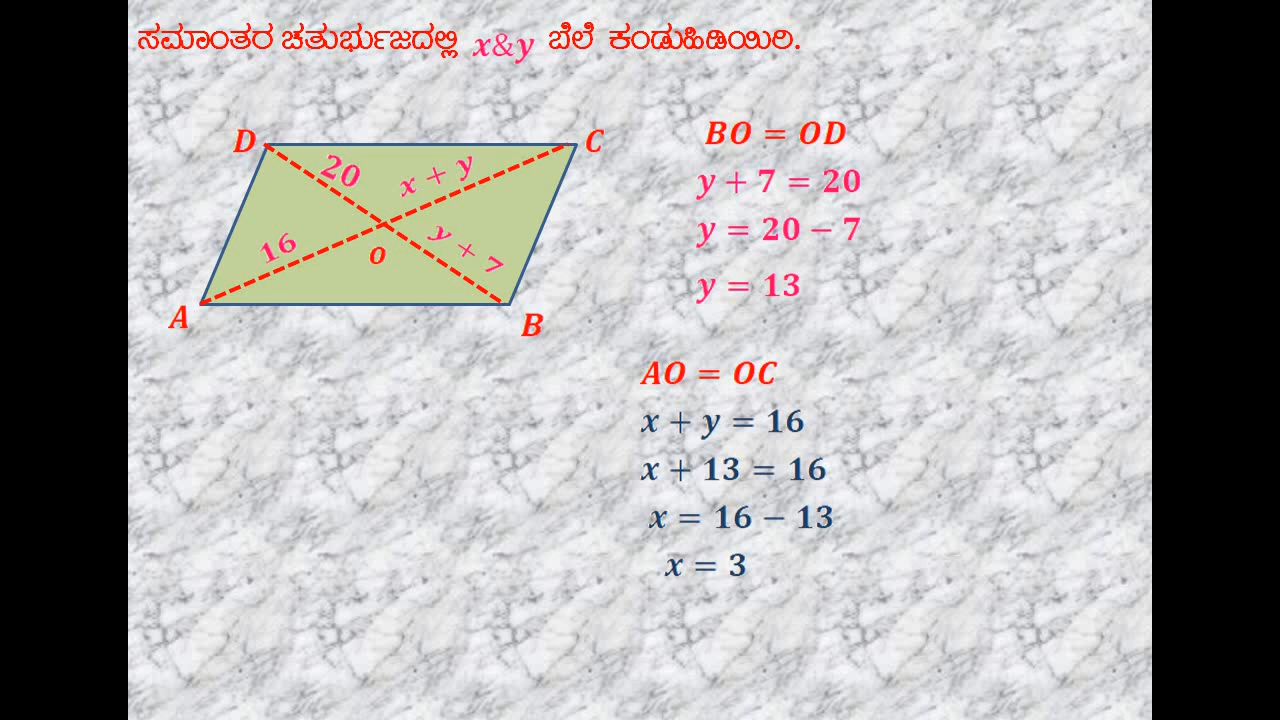 ಸಮಾಂತರ ಚತುರ್ಭುಜದಲ್ಲಿ x&y ಬೆಲೆ ಕಂಡುಹಿಡಿಯಿರಿ.
D
C
20
x + y
16
y + 7
o
A
B
BO = OD
y + 7 = 20
y = 20 − 7
y = 13
AO = OC
x + y = 16
x + 13 = 16
x = 16 − 13
x = 3